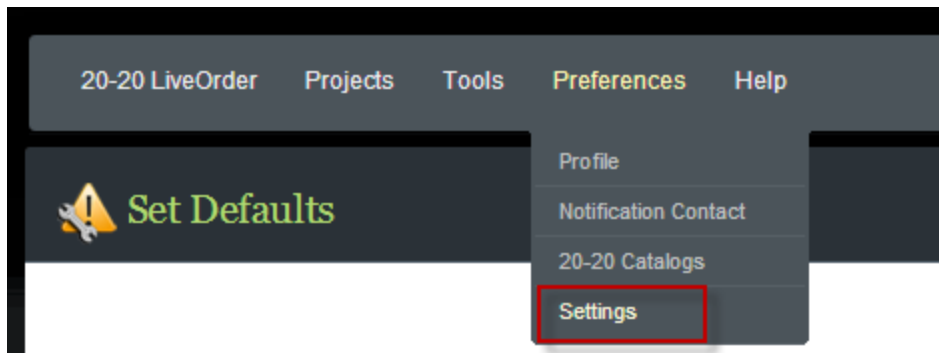 20-20 LiveOrder Projects Tools Preferences Help
Profile
Set Defaults
Notification Contact
20-20 Catalogs
Settings